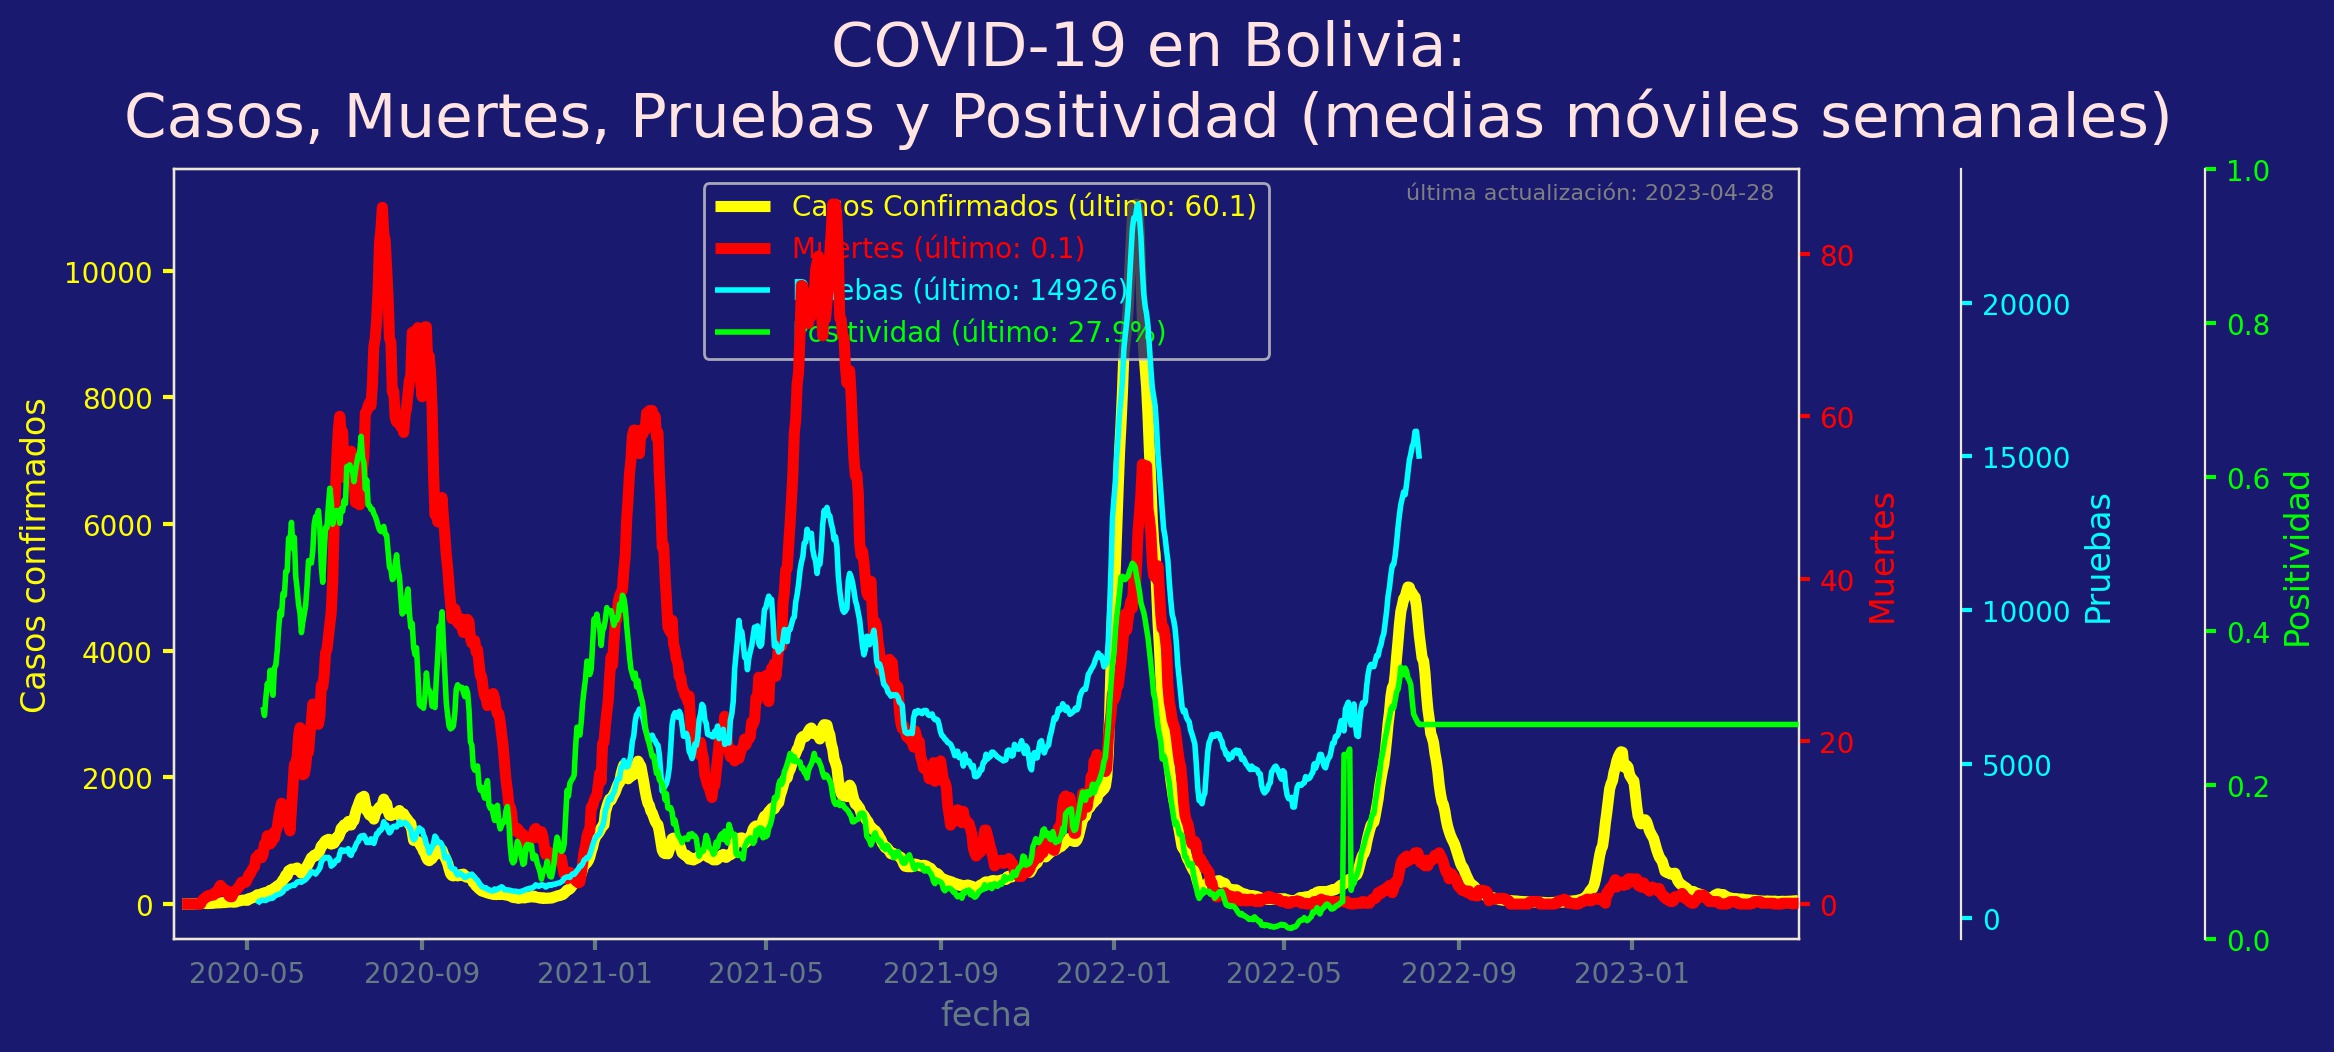 COVID-19 en Bolivia:
Casos, Muertes, Pruebas y Positividad (medias móviles semanales)
última actualización: 2023-04-28
Casos Confirmados (último: 60.1)
Muertes (último: 0.1)
Pruebas (último: 14926)
Positividad (último: 27.9%)
Casos confirmados
10000
8000
6000
4000
2000
0
Muertes
80
60
40
20
0
Pruebas
20000
15000
10000
5000
0
Positividad
1.0
0.8
0.6
0.4
0.2
0.0
2020-05 2020-09 2021-01 2021-05 2021-09 2022-01 2022-05 2022-09 2023-01
fecha